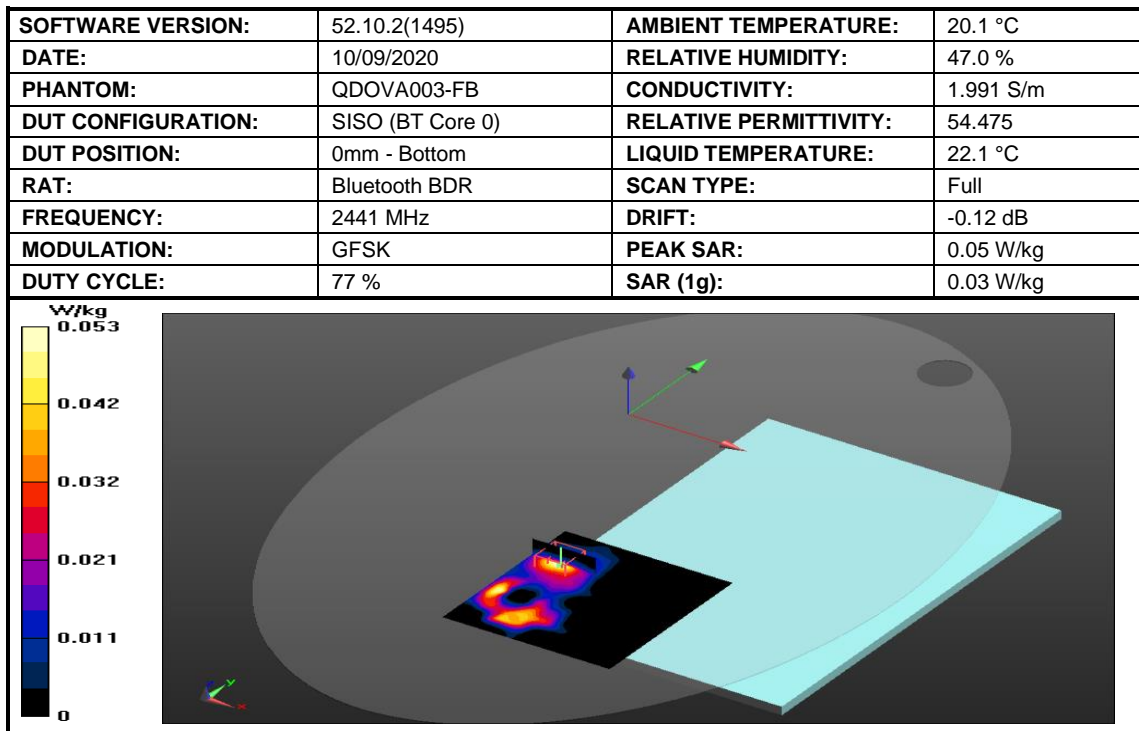 SOFTWARE VERSION: 52.10.2(1495) AMBIENT TEMPERATURE: 20.1 °C
DATE: 10/09/2020 RELATIVE HUMIDITY: 47.0 %
PHANTOM: QDOVA003-FB CONDUCTIVITY: 1.991 S/m
DUT CONFIGURATION: SISO (BT Core 0) RELATIVE PERMITTIVITY: 54.475
DUT POSITION: 0mm - Bottom LIQUID TEMPERATURE: 22.1 °C
RAT: Bluetooth BDR SCAN TYPE: Full
FREQUENCY: 2441 MHz DRIFT: -0.12 dB
MODULATION: GFSK PEAK SAR: 0.05 W/kg
DUTY CYCLE: 77 % SAR (1g): 0.03 W/kg
W/kg
0.053
0.042
0.032
0.021
0.011
0
z
y
x